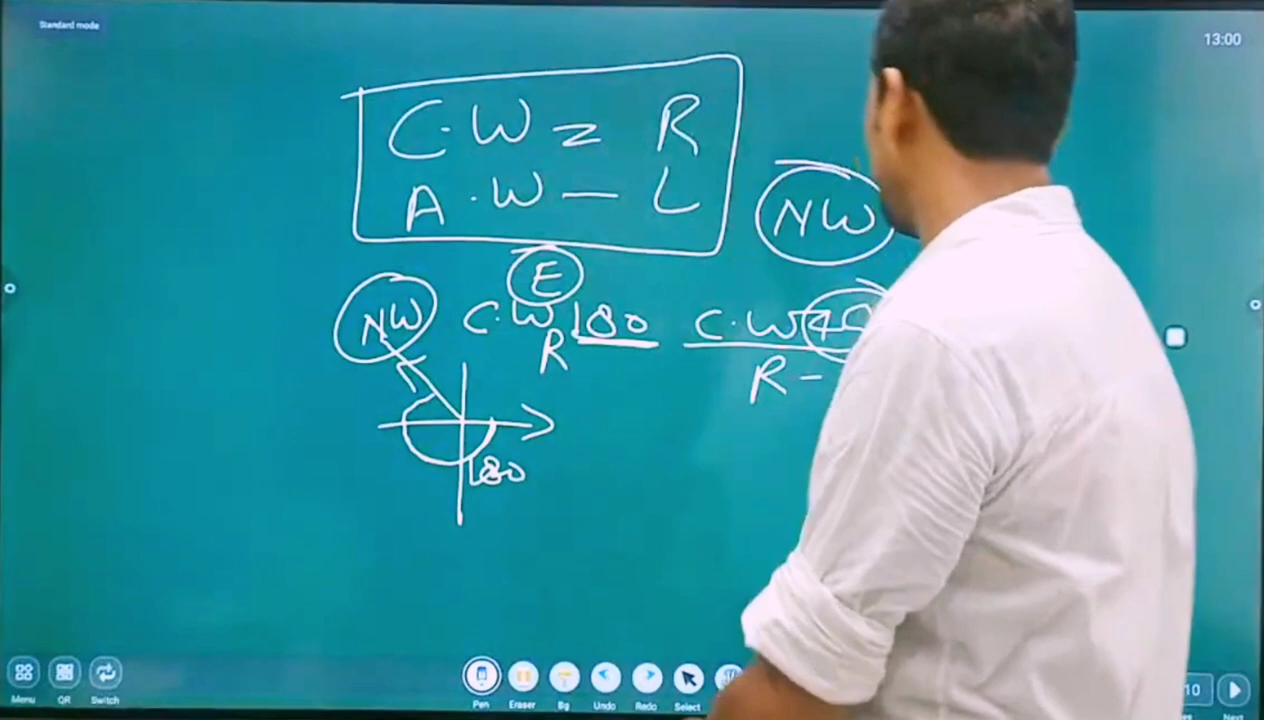 Standard mode
13:00
C.W = R
A.W — L
NW
E
NW C.W 180 C.W
R R -
180
Menu QR Switch Pen Eraser Bg Undo Redo Select 10 Next